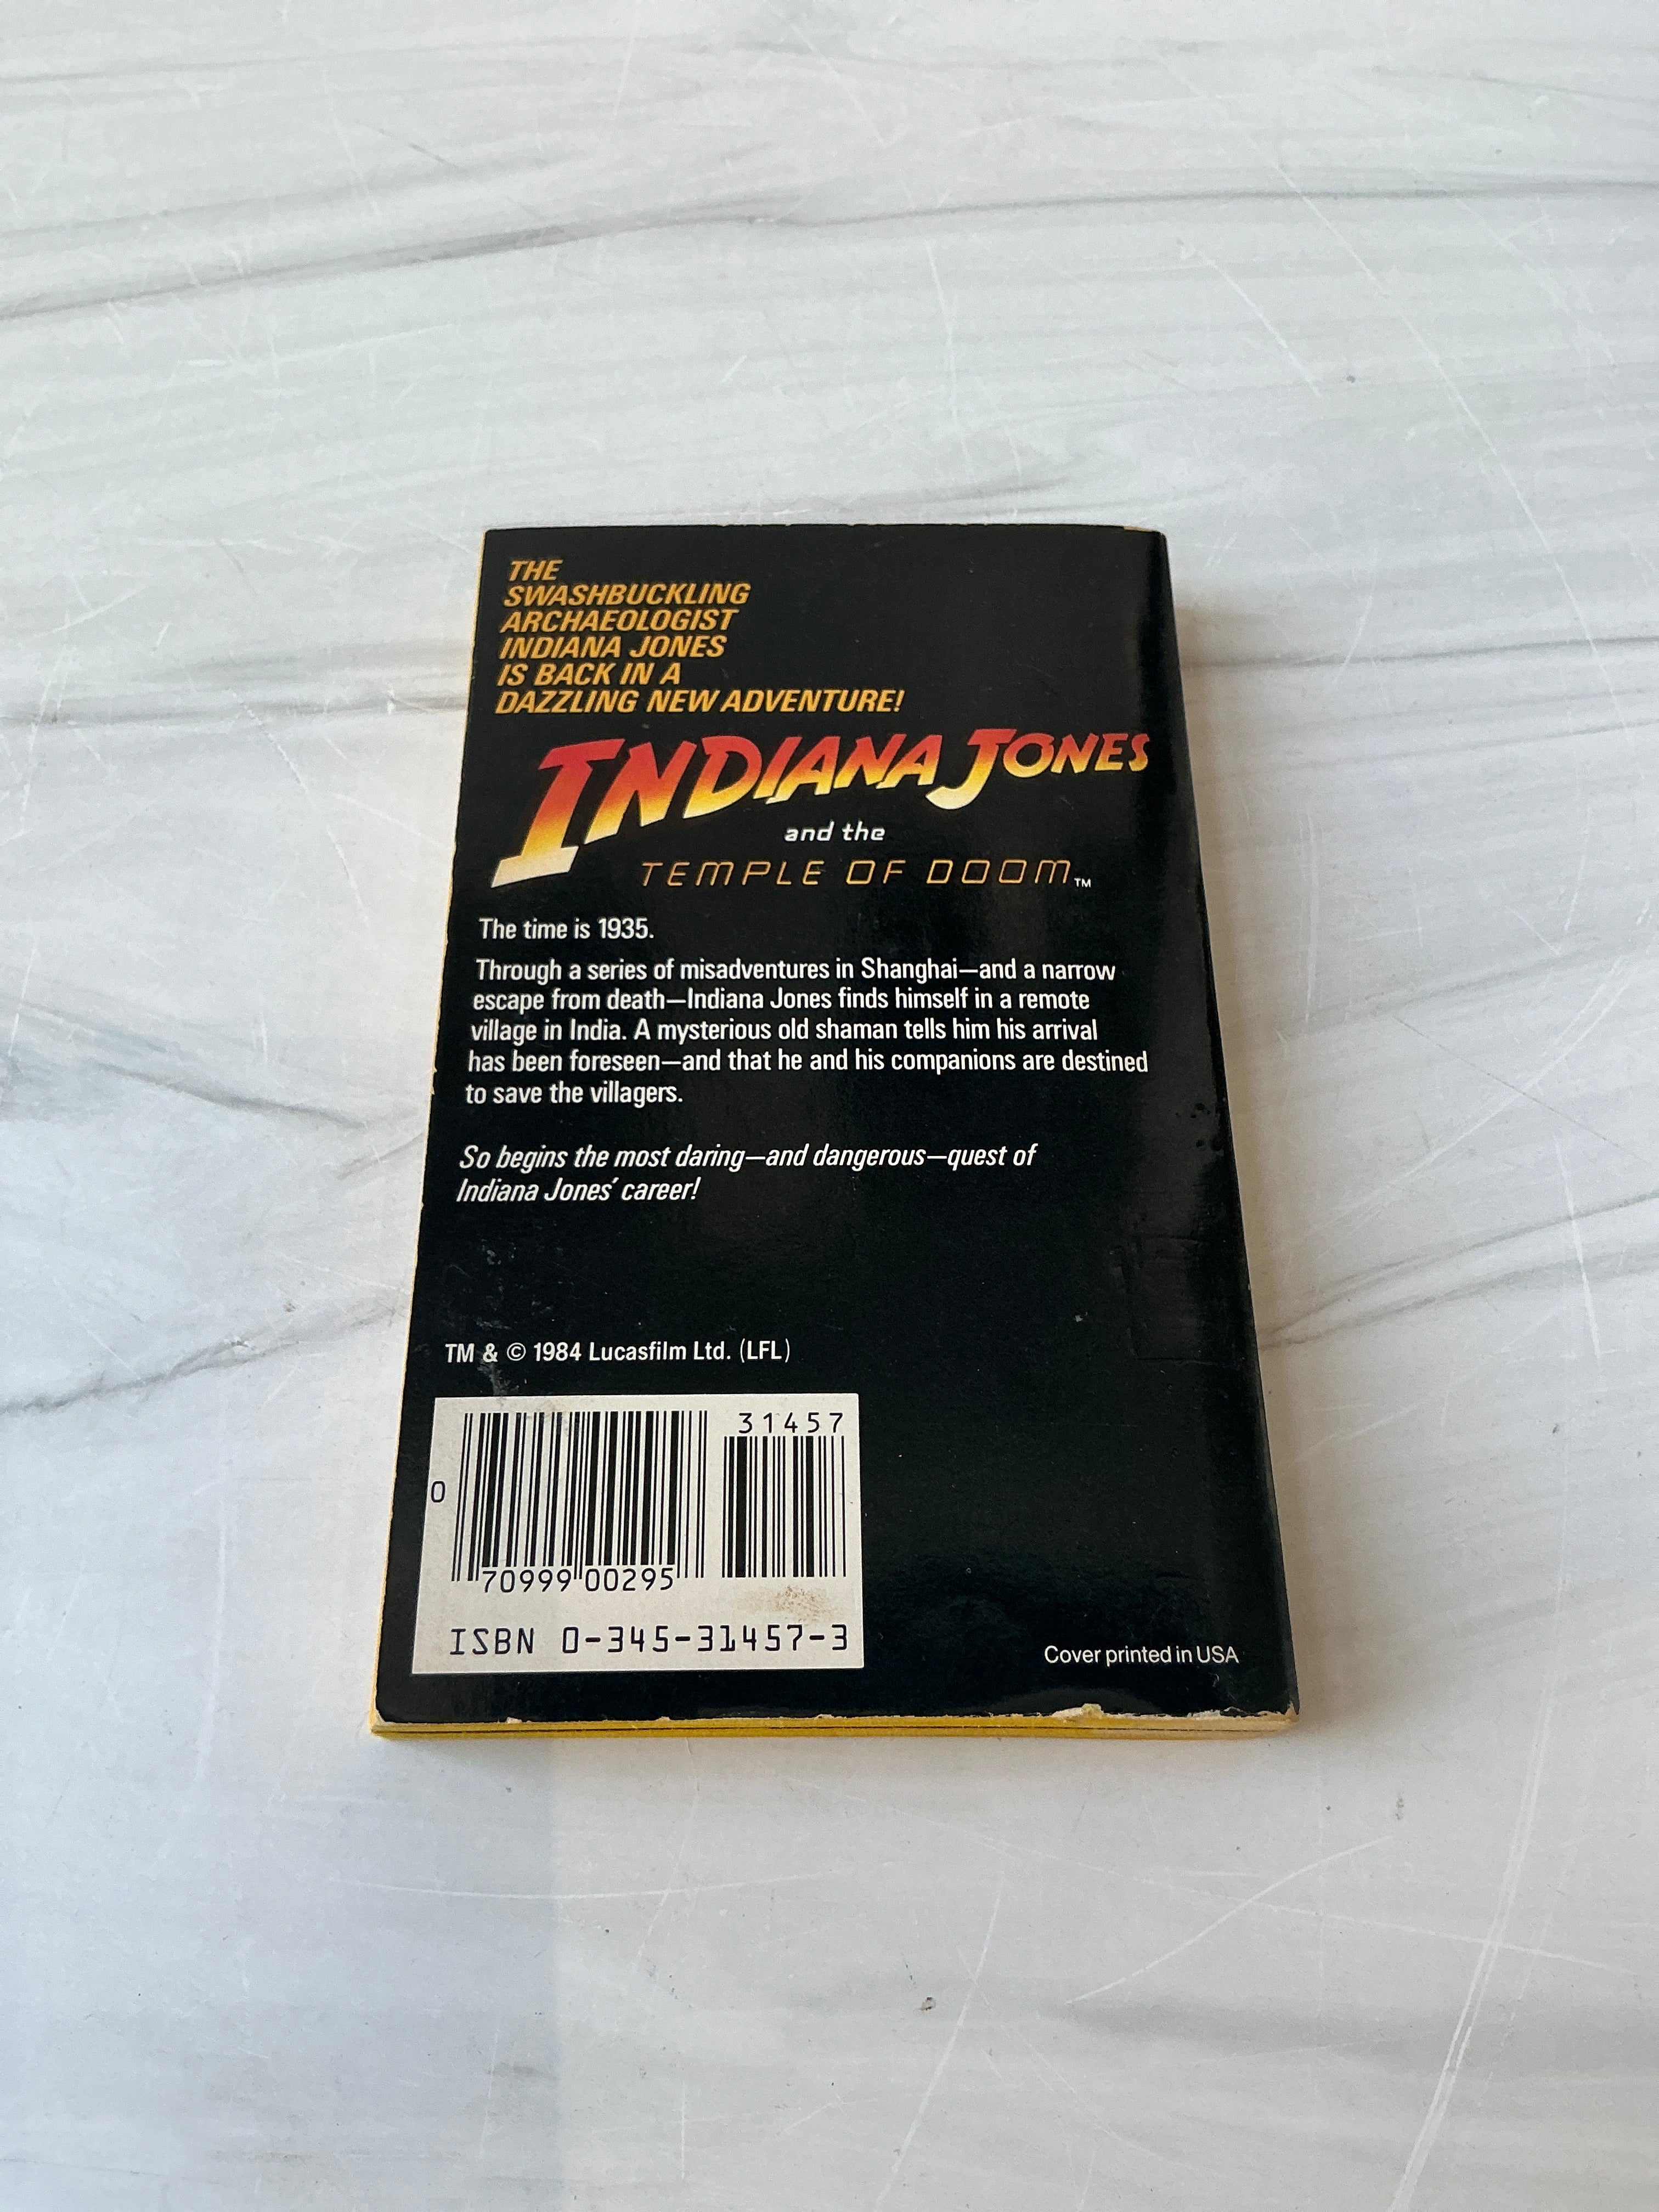 THE
SWASHBUCKLING
ARCHAEOLOGIST
INDIANA JONES
IS BACK IN A
DAZZLING NEW ADVENTURE!
INDIANA JONES
and the
TEMPLE OF DOOM™
The time is 1935.
Through a series of misadventures in Shanghai—and a narrow
escape from death—Indiana Jones finds himself in a remote
village in India. A mysterious old shaman tells him his arrival
has been foreseen—and that he and his companions are destined
to save the villagers.
So begins the most daring—and dangerous—quest of
Indiana Jones' career!
TM & © 1984 Lucasfilm Ltd. (LFL)
31457
0
70999 00295
ISBN 0-345-31457-3
Cover printed in USA